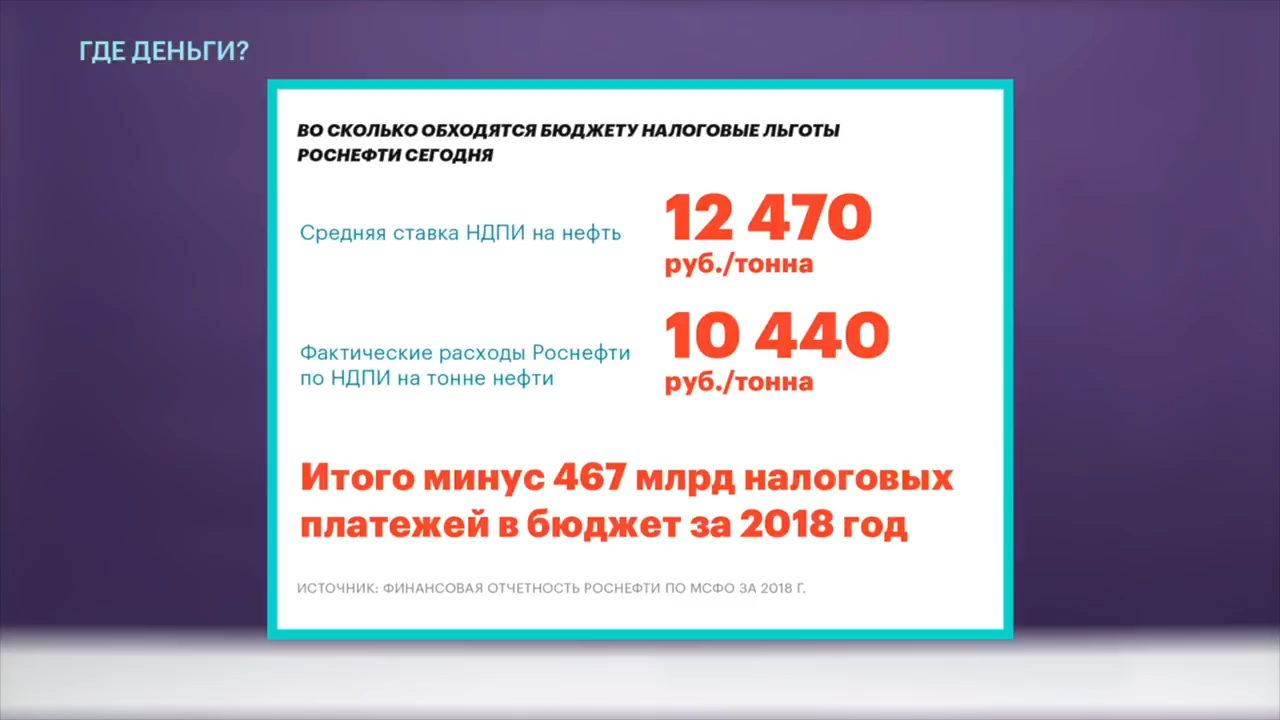 ГДЕ ДЕНЬГИ?
ВО СКОЛЬКО ОБХОДЯТСЯ БЮДЖЕТУ НАЛОГОВЫЕ ЛЬГОТЫ
РОСНЕФТИ СЕГОДНЯ
Средняя ставка НДПИ на нефть
12 470
руб./тонна
Фактические расходы Роснефти
по НДПИ на тонне нефти
10 440
руб./тонна
Итого минус 467 млрд налоговых
платежей в бюджет за 2018 год
ИСТОЧНИК: ФИНАНСОВАЯ ОТЧЕТНОСТЬ РОСНЕФТИ ПО МСФО ЗА 2018 Г.